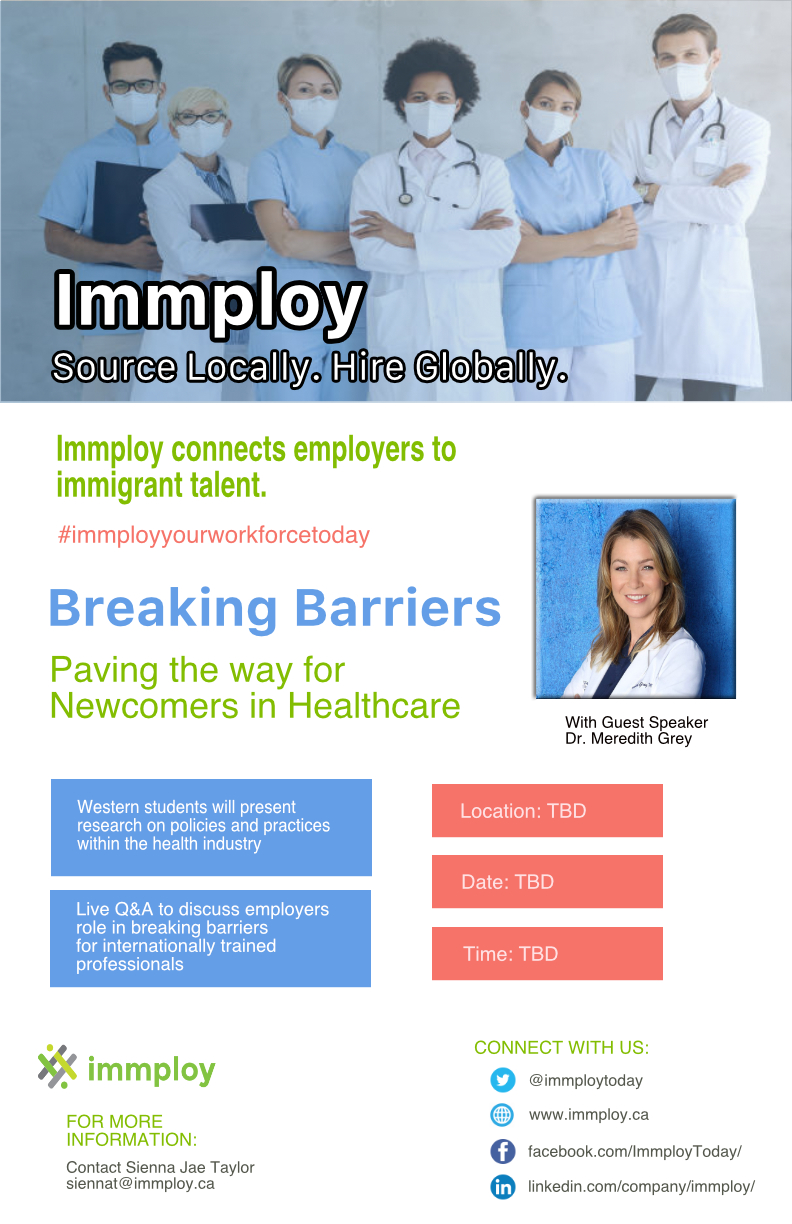 Immploy
Source Locally. Hire Globally.
Immploy connects employers to
immigrant talent.
#immployyourworkforcetoday
Breaking Barriers
Paving the way for
Newcomers in Healthcare
With Guest Speaker
Dr. Meredith Grey
Western students will present
research on policies and practices
within the health industry
Live Q&A to discuss employers
role in breaking barriers
for internationally trained
professionals
Location: TBD
Date: TBD
Time: TBD
immploy
FOR MORE
INFORMATION:
Contact Sienna Jae Taylor
siennat@immploy.ca
CONNECT WITH US:
@immploytoday
www.immploy.ca
facebook.com/ImmployToday/
linkedin.com/company/immploy/